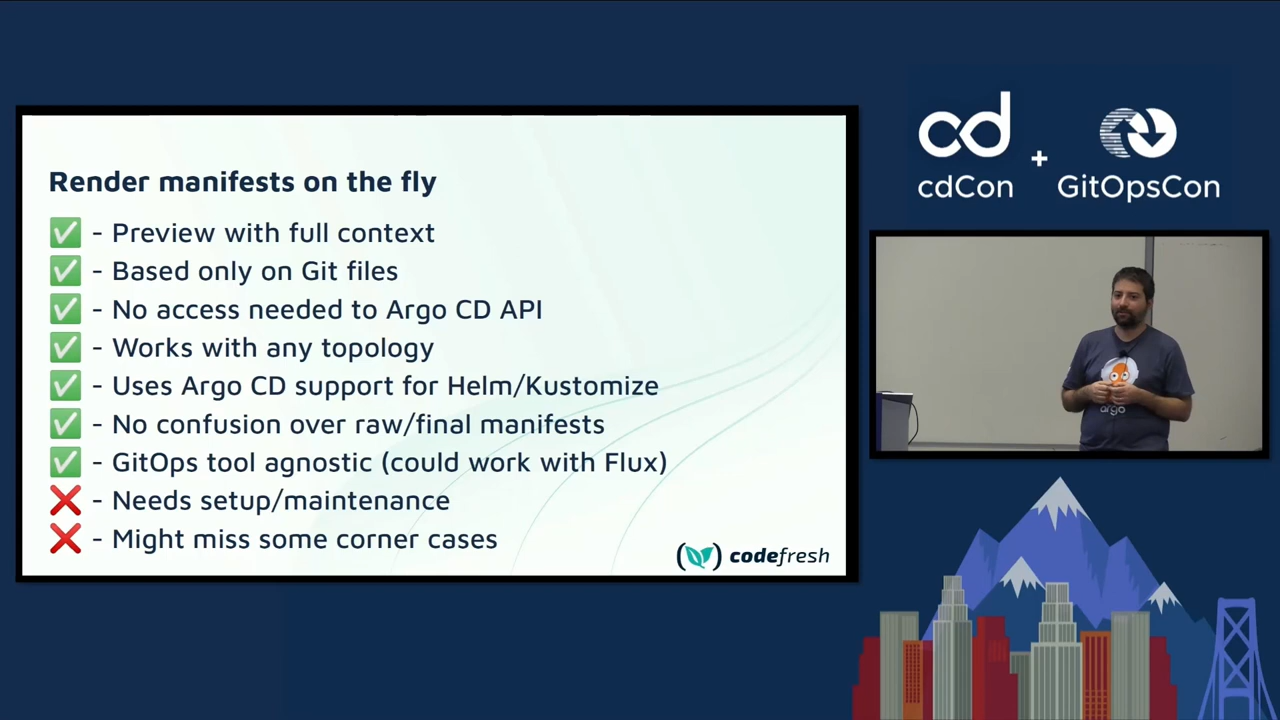 Render manifests on the fly
✅ - Preview with full context
✅ - Based only on Git files
✅ - No access needed to Argo CD API
✅ - Works with any topology
✅ - Uses Argo CD support for Helm/Kustomize
✅ - No confusion over raw/final manifests
✅ - GitOps tool agnostic (could work with Flux)
❌ - Needs setup/maintenance
❌ - Might miss some corner cases
codefresh
cd
+
cdCon
GitOpsCon
argo